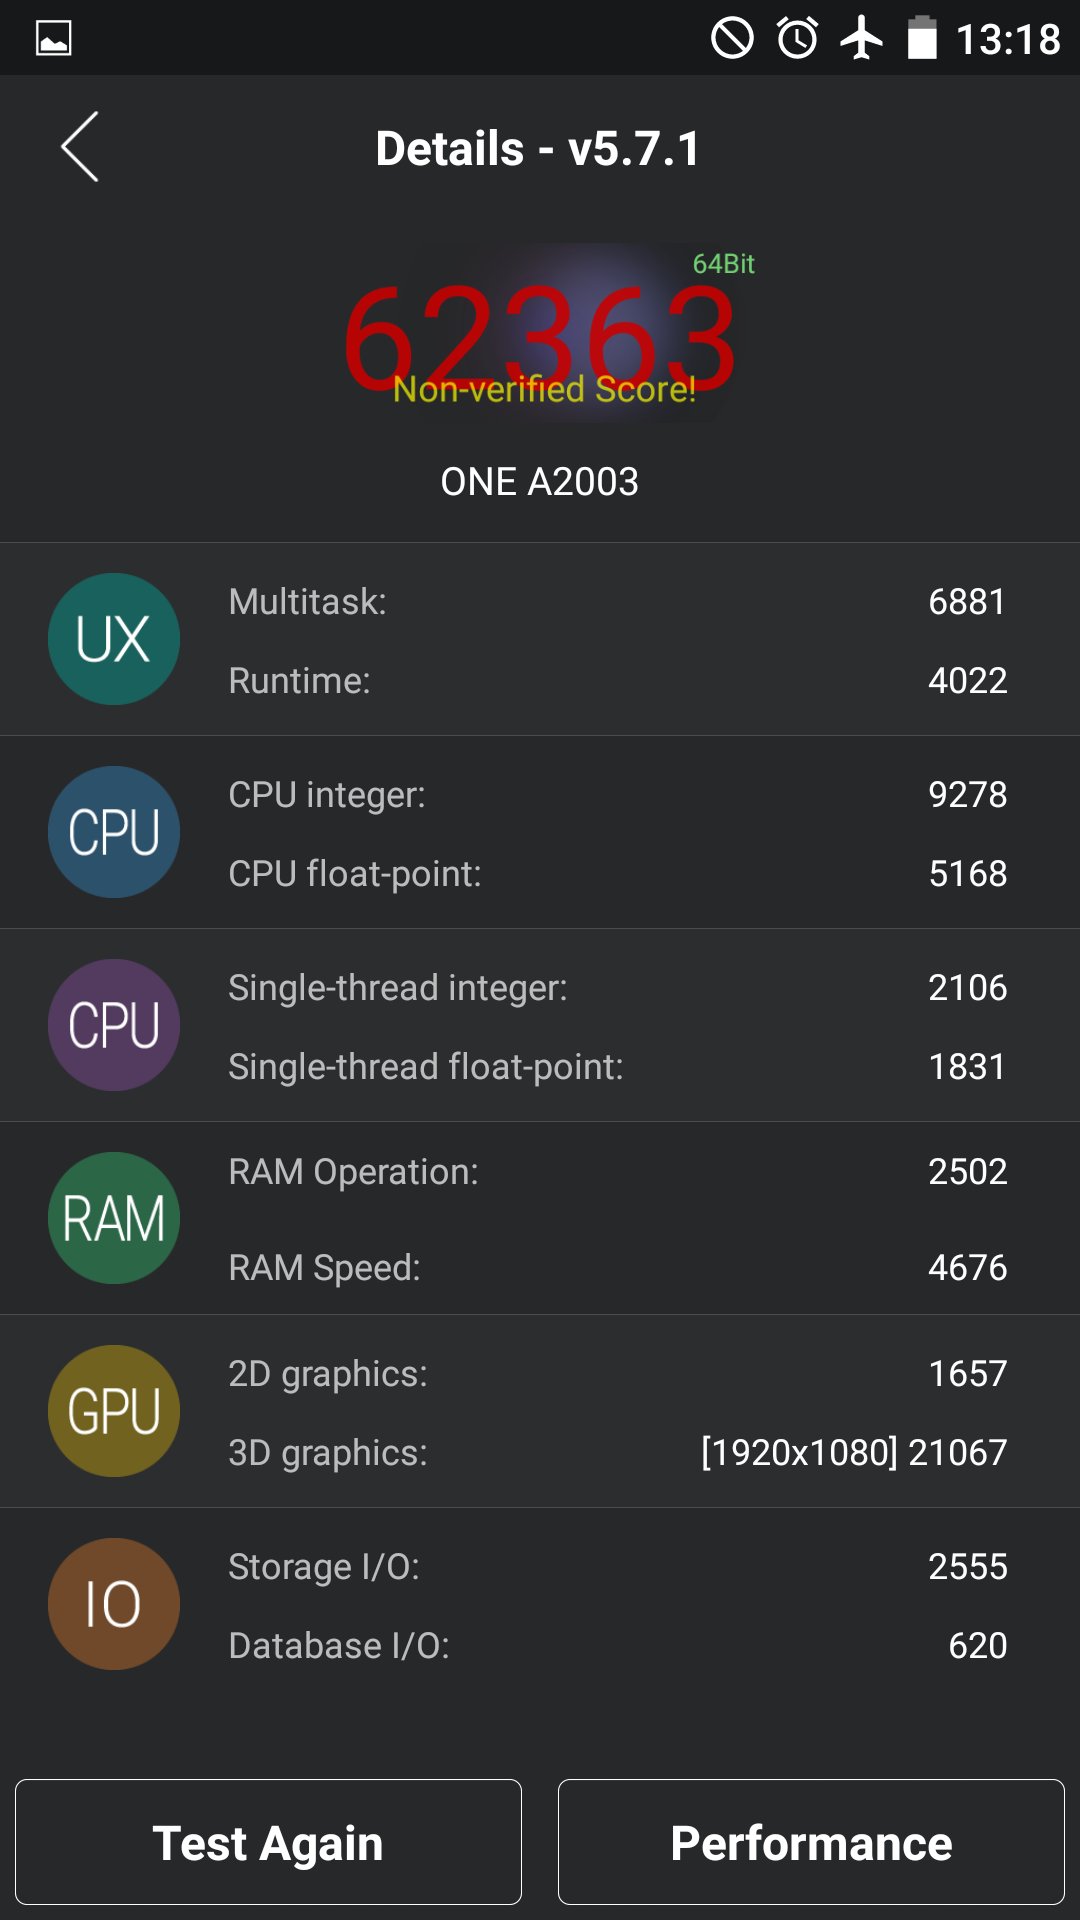 13:18
Details - v5.7.1
64Bit
62363
Non-verified Score!
ONE A2003
UX
Multitask: 6881
Runtime: 4022
CPU
CPU integer: 9278
CPU float-point: 5168
CPU
Single-thread integer: 2106
Single-thread float-point: 1831
RAM
RAM Operation: 2502
RAM Speed: 4676
GPU
2D graphics: 1657
3D graphics: [1920x1080] 21067
IO
Storage I/O: 2555
Database I/O: 620
Test Again
Performance